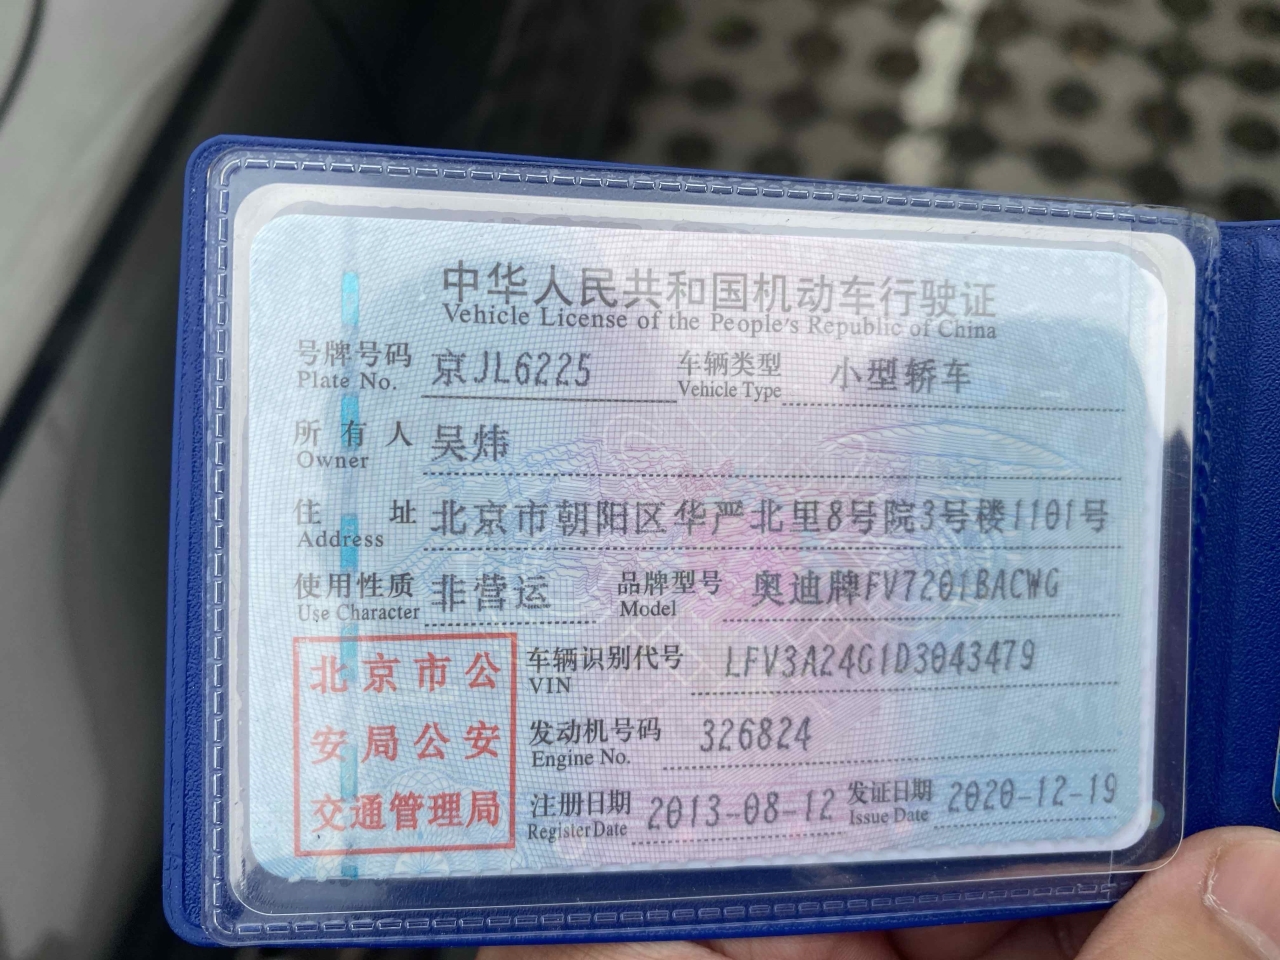 中华人民共和国机动车行驶证
Vehicle License of the People's Republic of China
号牌号码 京JL6225 车辆类型 小型轿车
Plate No. Vehicle Type
所有人 吴炜
Owner
住址 北京市朝阳区华严北里8号院3号楼1101号
Address
使用性质 非营运 品牌型号 奥迪牌FV7201BACWG
Use Character Model
车辆识别代号 LFV3A24G1D3043479
VIN
发动机号码 326824
Engine No.
注册日期 2013-08-12 发证日期 2020-12-19
Register Date Issue Date
北京市公
安局公安
交通管理局